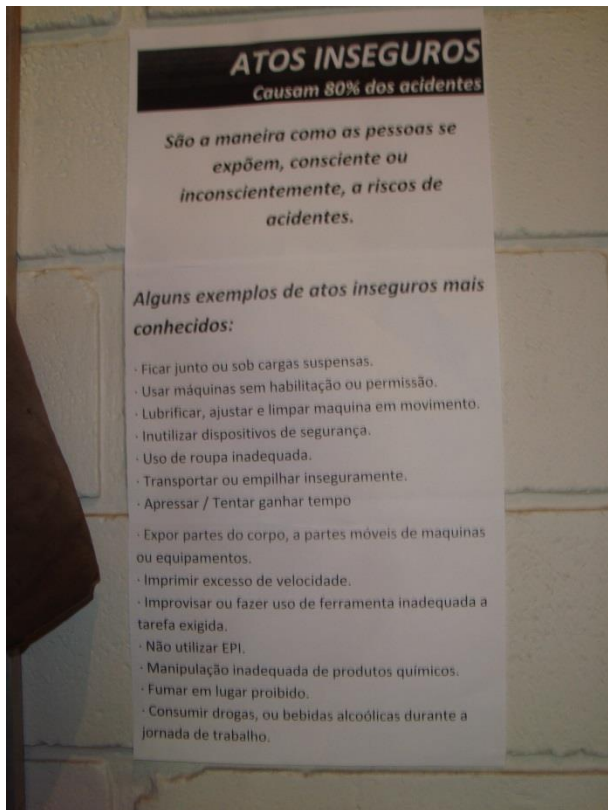 ATOS INSEGUROS
Causam 80% dos acidentes
São a maneira como as pessoas se
expõem, consciente ou
inconscientemente, a riscos de
acidentes.
Alguns exemplos de atos inseguros mais
conhecidos:
· Ficar junto ou sob cargas suspensas.
· Usar máquinas sem habilitação ou permissão.
· Lubrificar, ajustar e limpar maquina em movimento.
· Inutilizar dispositivos de segurança.
· Uso de roupa inadequada.
· Transportar ou empilhar inseguramente.
· Apressar / Tentar ganhar tempo
· Expor partes do corpo, a partes móveis de maquinas
ou equipamentos.
· Imprimir excesso de velocidade.
· Improvisar ou fazer uso de ferramenta inadequada a
tarefa exigida.
· Não utilizar EPI.
· Manipulação inadequada de produtos químicos.
· Fumar em lugar proibido.
· Consumir drogas, ou bebidas alcoólicas durante a
jornada de trabalho.